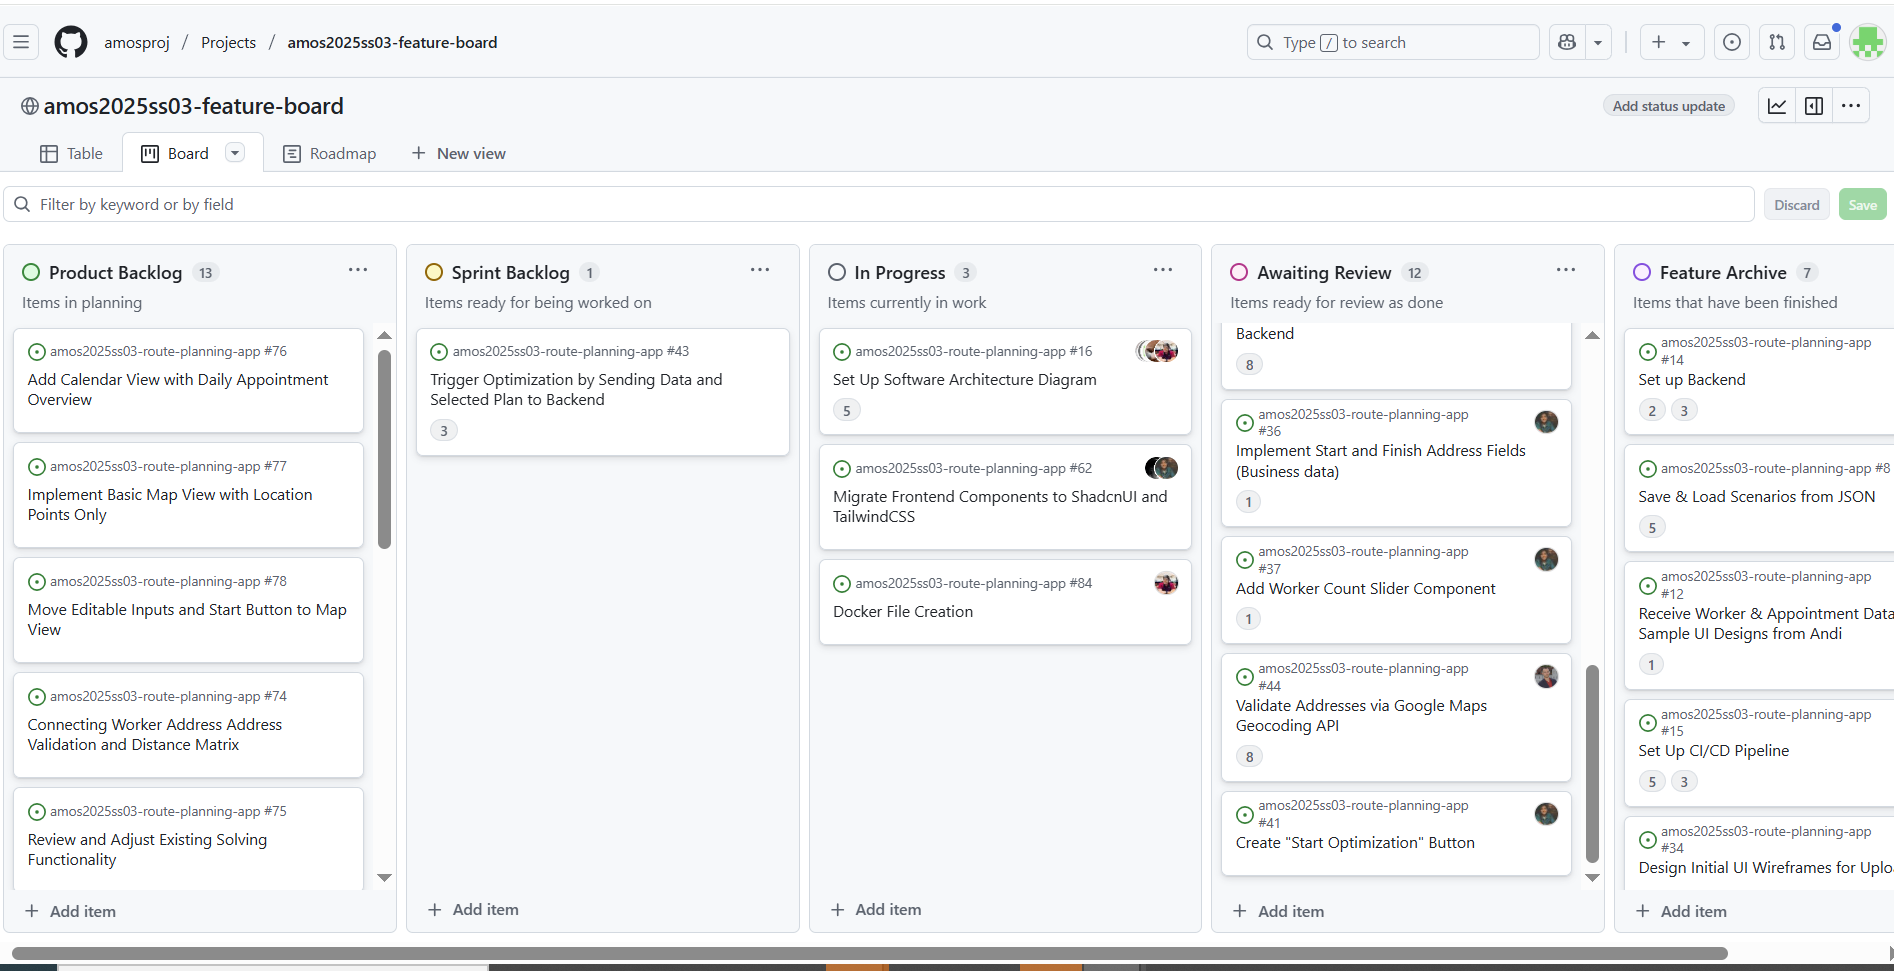 amosproj / Projects / amos2025ss03-feature-board
Type / to search
amos2025ss03-feature-board
Add status update
Table
Board
Roadmap
New view
Filter by keyword or by field
Discard
Save
Product Backlog 13
Items in planning
amos2025ss03-route-planning-app #76
Add Calendar View with Daily Appointment
Overview
amos2025ss03-route-planning-app #77
Implement Basic Map View with Location
Points Only
amos2025ss03-route-planning-app #78
Move Editable Inputs and Start Button to Map
View
amos2025ss03-route-planning-app #74
Connecting Worker Address Address
Validation and Distance Matrix
amos2025ss03-route-planning-app #75
Review and Adjust Existing Solving
Functionality
Add item
Sprint Backlog 1
Items ready for being worked on
amos2025ss03-route-planning-app #43
Trigger Optimization by Sending Data and
Selected Plan to Backend
3
Add item
In Progress 3
Items currently in work
amos2025ss03-route-planning-app #16
Set Up Software Architecture Diagram
5
amos2025ss03-route-planning-app #62
Migrate Frontend Components to ShadcnUI and
TailwindCSS
amos2025ss03-route-planning-app #84
Docker File Creation
Add item
Awaiting Review 12
Items ready for review as done
Backend
8
amos2025ss03-route-planning-app
#36
Implement Start and Finish Address Fields
(Business data)
1
amos2025ss03-route-planning-app
#37
Add Worker Count Slider Component
1
amos2025ss03-route-planning-app
#44
Validate Addresses via Google Maps
Geocoding API
8
amos2025ss03-route-planning-app
#41
Create "Start Optimization" Button
Add item
Feature Archive 7
Items that have been finished
amos2025ss03-route-planning-app
#14
Set up Backend
2 3
amos2025ss03-route-planning-app #8
Save & Load Scenarios from JSON
5
amos2025ss03-route-planning-app
#12
Receive Worker & Appointment Data
Sample UI Designs from Andi
1
amos2025ss03-route-planning-app
#15
Set Up CI/CD Pipeline
5 3
amos2025ss03-route-planning-app
#34
Design Initial UI Wireframes for Uplo
Add item